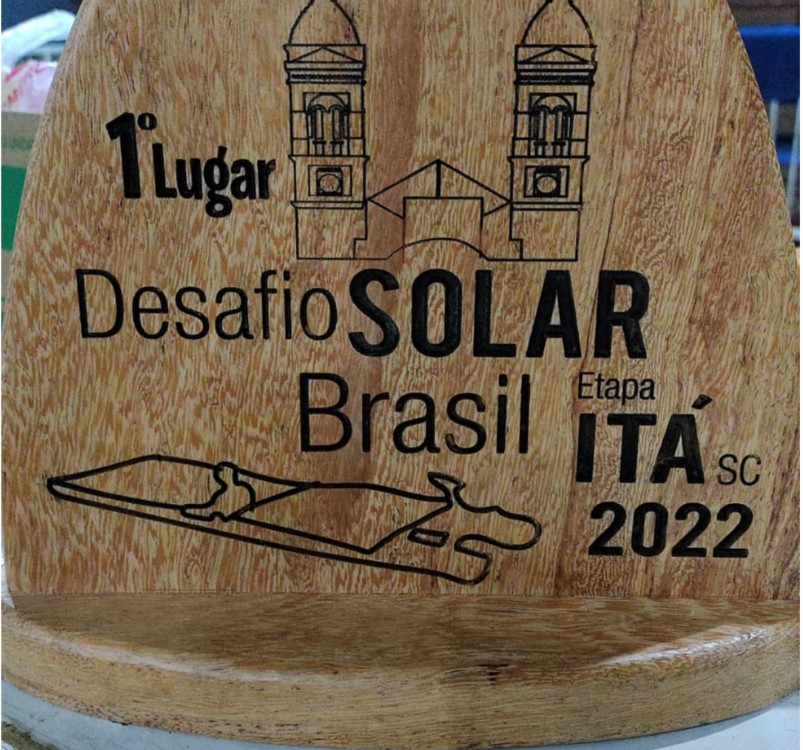 1º Lugar
Desafio SOLAR
Brasil
Etapa
ITÁ SC
2022